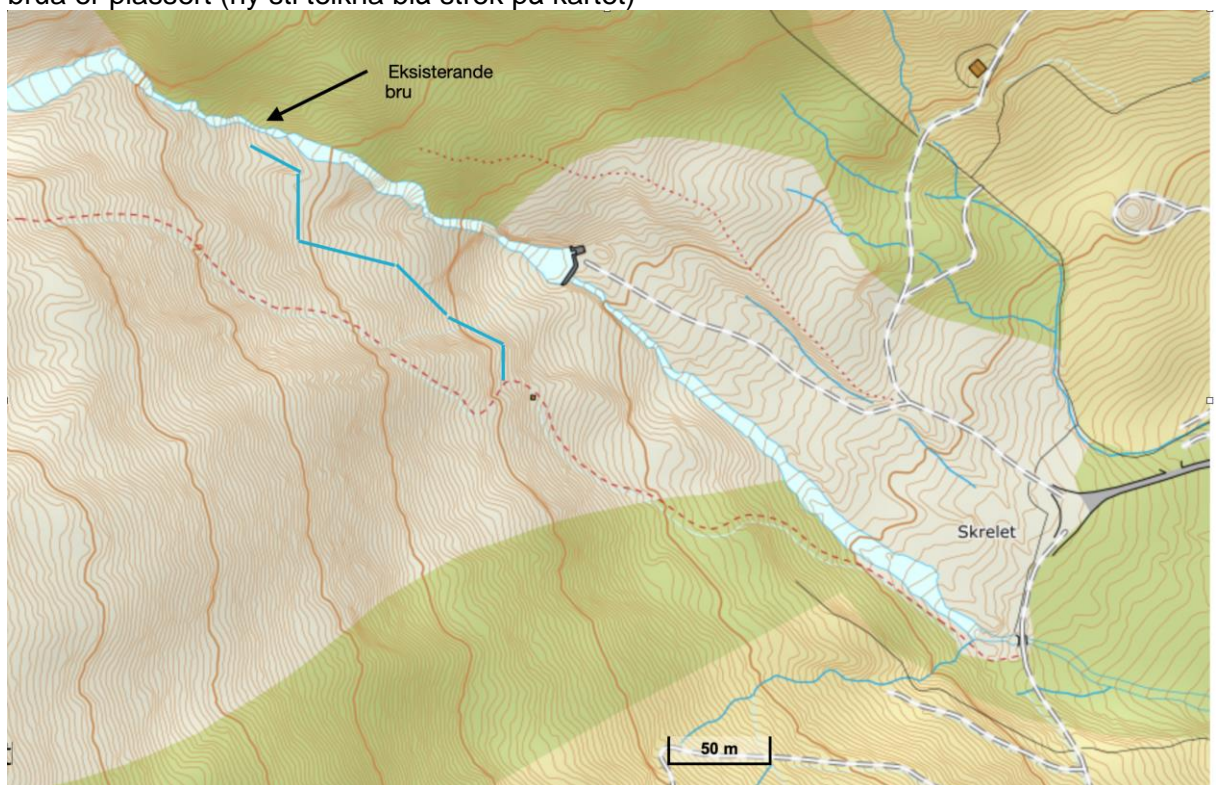 brua er plassert (ny sti teikna blå strek på kartet)
Eksisterande
bru
Skrelet
50 m